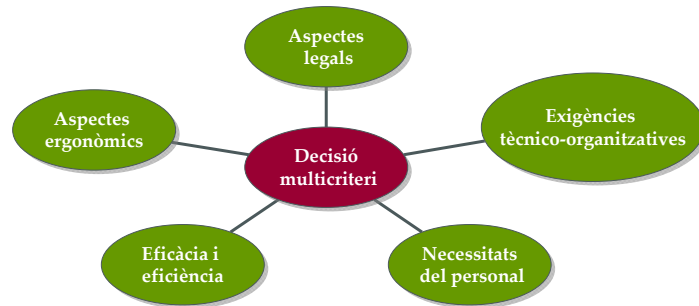 Aspectes
legals
Aspectes
ergonòmics
Exigències
tècnico-organitzatives
Decisió
multicriteri
Eficàcia i
eficiència
Necessitats
del personal